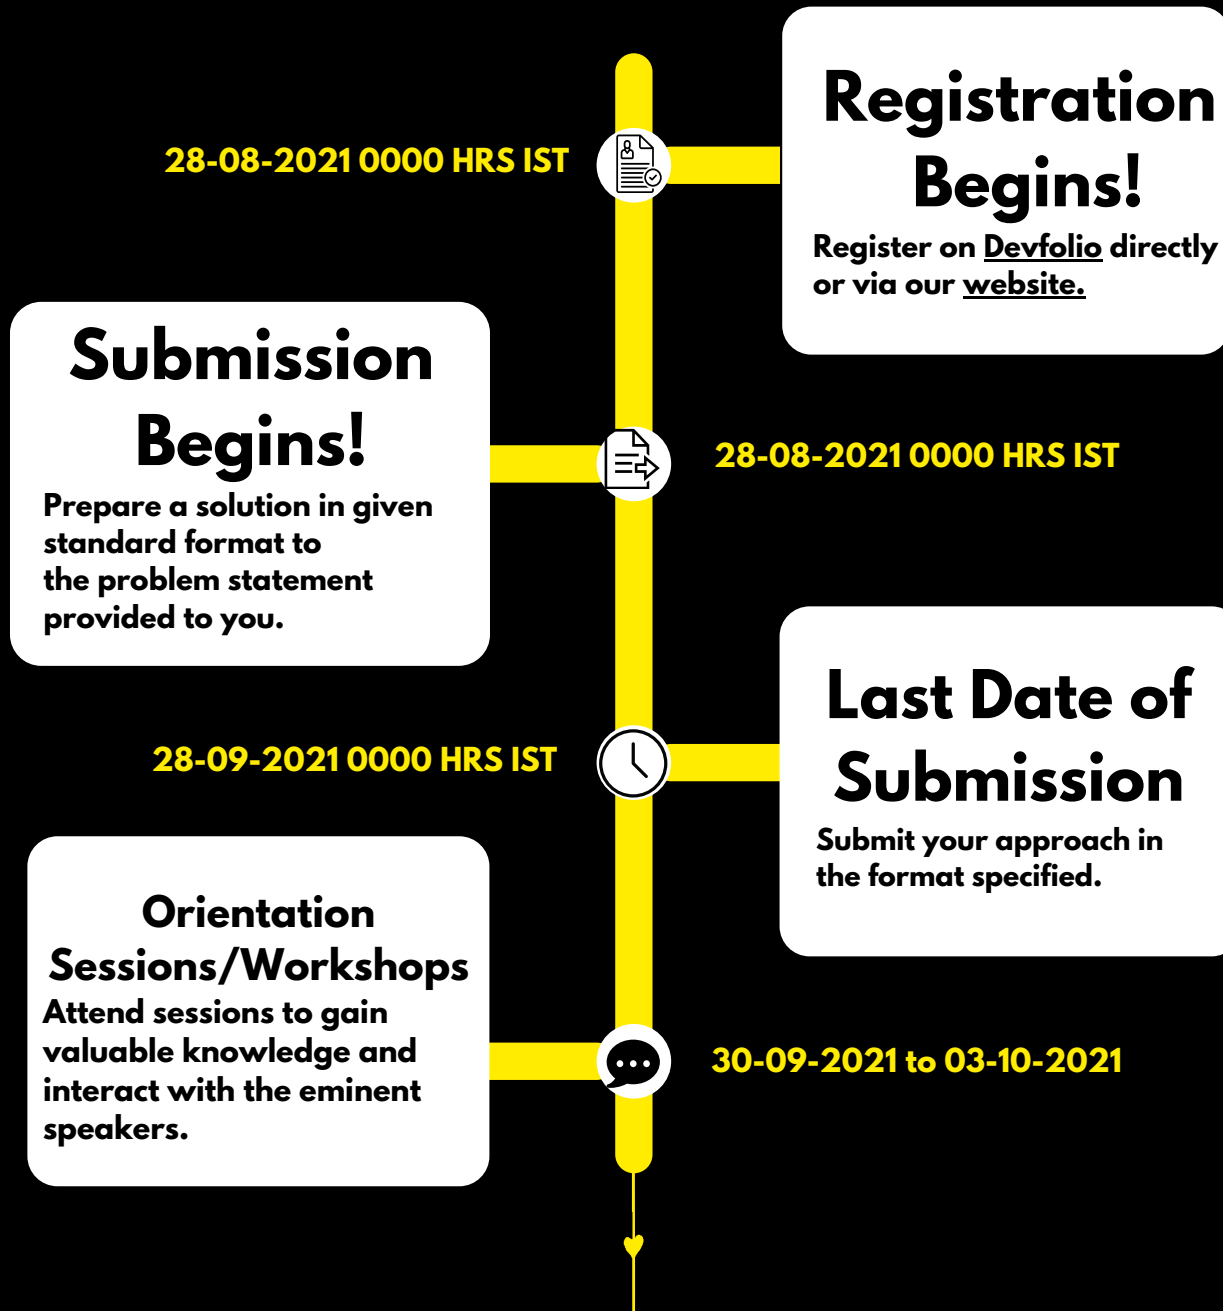 28-08-2021 0000 HRS IST
Registration
Begins!
Register on Devfolio directly
or via our website.
Submission
Begins!
Prepare a solution in given
standard format to
the problem statement
provided to you.
28-08-2021 0000 HRS IST
28-09-2021 0000 HRS IST
Last Date of
Submission
Submit your approach in
the format specified.
Orientation
Sessions/Workshops
Attend sessions to gain
valuable knowledge and
interact with the eminent
speakers.
30-09-2021 to 03-10-2021